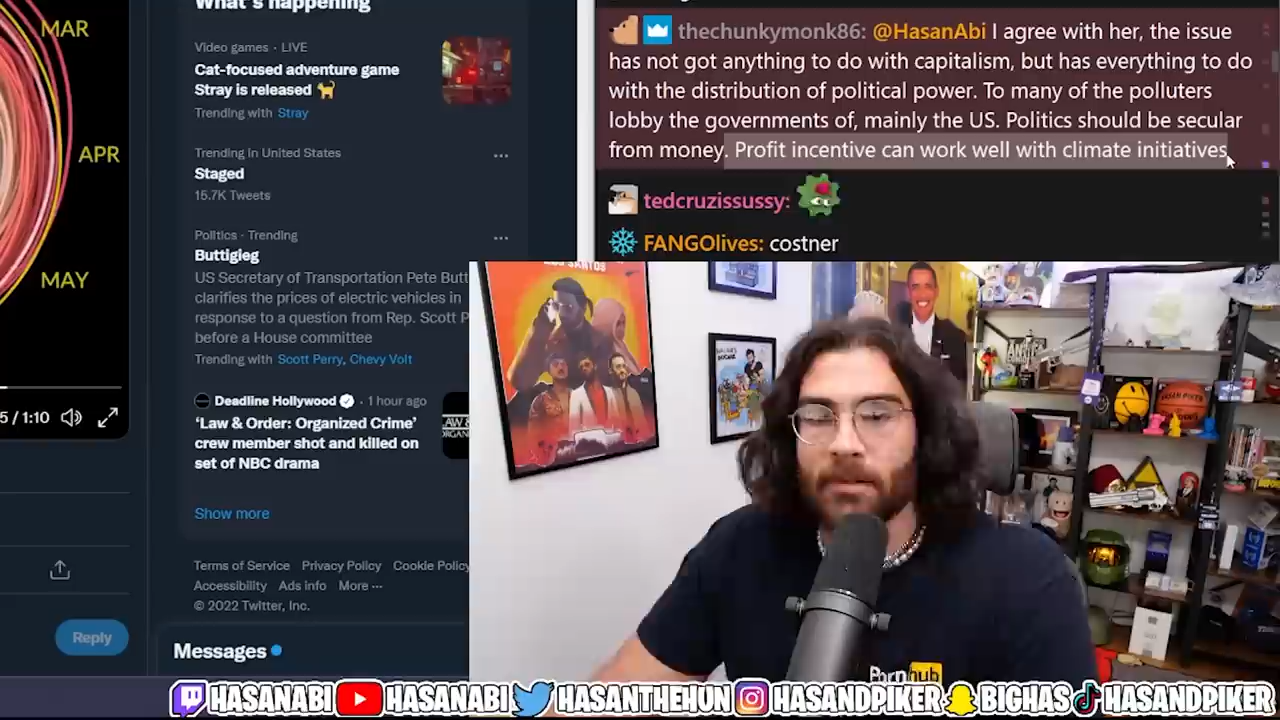 MAR
APR
MAY
5 / 1:10
Reply
What's happening
Video games · LIVE
Cat-focused adventure game
Stray is released
Trending with Stray
Trending in United States
Staged
15.7K Tweets
Politics · Trending
Buttigieg
US Secretary of Transportation Pete Butt
clarifies the prices of electric vehicles in
response to a question from Rep. Scott P
before a House committee
Trending with Scott Perry, Chevy Volt
Deadline Hollywood · 1 hour ago
'Law & Order: Organized Crime'
crew member shot and killed on
set of NBC drama
Show more
Terms of Service Privacy Policy Cookie Policy
Accessibility Ads info More ···
© 2022 Twitter, Inc.
Messages
thechunkymonk86: @HasanAbi I agree with her, the issue
has not got anything to do with capitalism, but has everything to do
with the distribution of political power. To many of the polluters
lobby the governments of, mainly the US. Politics should be secular
from money. Profit incentive can work well with climate initiatives
tedcruzissussy:
FANGOlives: costner
LOS SANTOS
Pornhub
HASANABI HASANABI HASANTHEHUN HASANDPIKER BIGHAS HASANDPIKER